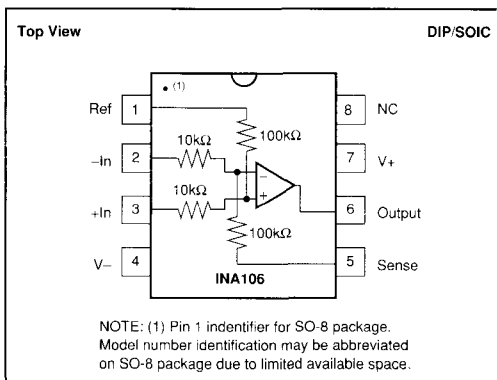 Top View DIP/SOIC
• (1)
Ref 1 8 NC
100kΩ
10kΩ
–In 2 7 V+
10kΩ
+In 3 6 Output
100kΩ
V– 4 5 Sense
INA106
NOTE: (1) Pin 1 indentifier for SO-8 package.
Model number identification may be abbreviated
on SO-8 package due to limited available space.